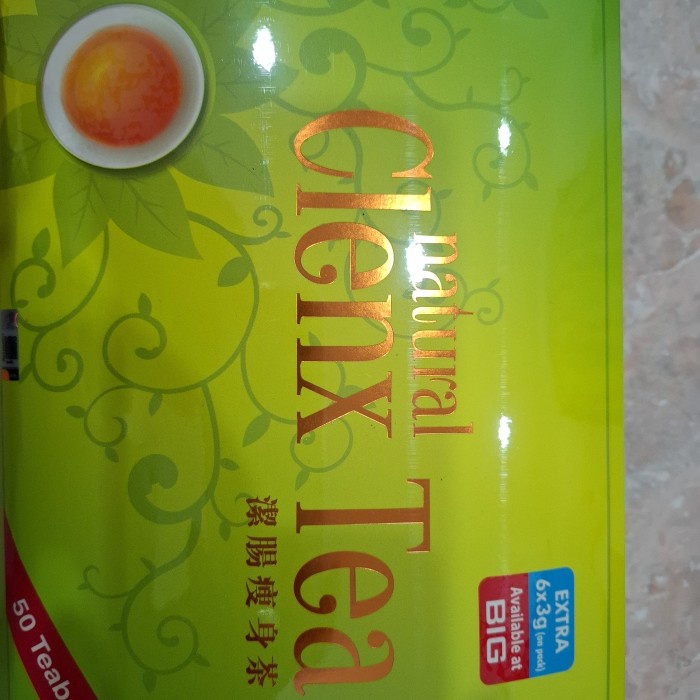 natural
Clenx Tea
潔腸瘦身茶
EXTRA
6x3g (on pack)
Available at
BIG
50 Teab